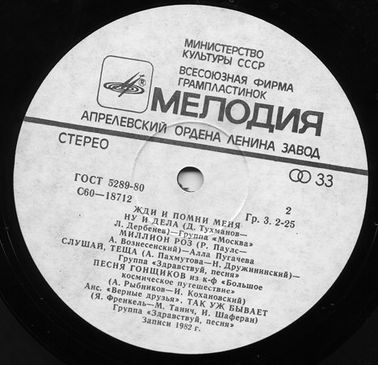 МИНИСТЕРСТВО
КУЛЬТУРЫ СССР
ВСЕСОЮЗНАЯ ФИРМА
ГРАМПЛАСТИНОК
МЕЛОДИЯ
АПРЕЛЕВСКИЙ ОРДЕНА ЛЕНИНА ЗАВОД
СТЕРЕО
33
ГОСТ 5289-80
С60—18712
2
Гр. 3. 2-25
ЖДИ И ПОМНИ МЕНЯ
НУ И ДЕЛА (Д. Тухманов—
Л. Дербенев)—Группа «Москва»
МИЛЛИОН РОЗ (Р. Паулс—
А. Вознесенский)—Алла Пугачева
СЛУШАЙ, ТЕЩА (А. Пахмутова—Н. Дружининский)—
Группа «Здравствуй, песня»
ПЕСНЯ ГОНЩИКОВ из к-ф «Большое
космическое путешествие»
(А. Рыбников—И. Кохановский)
Анс. «Верные друзья». ТАК УЖ БЫВАЕТ
(Я. Френкель—М. Танич, И. Шаферан)
Группа «Здравствуй, песня»
Записи 1982 г.